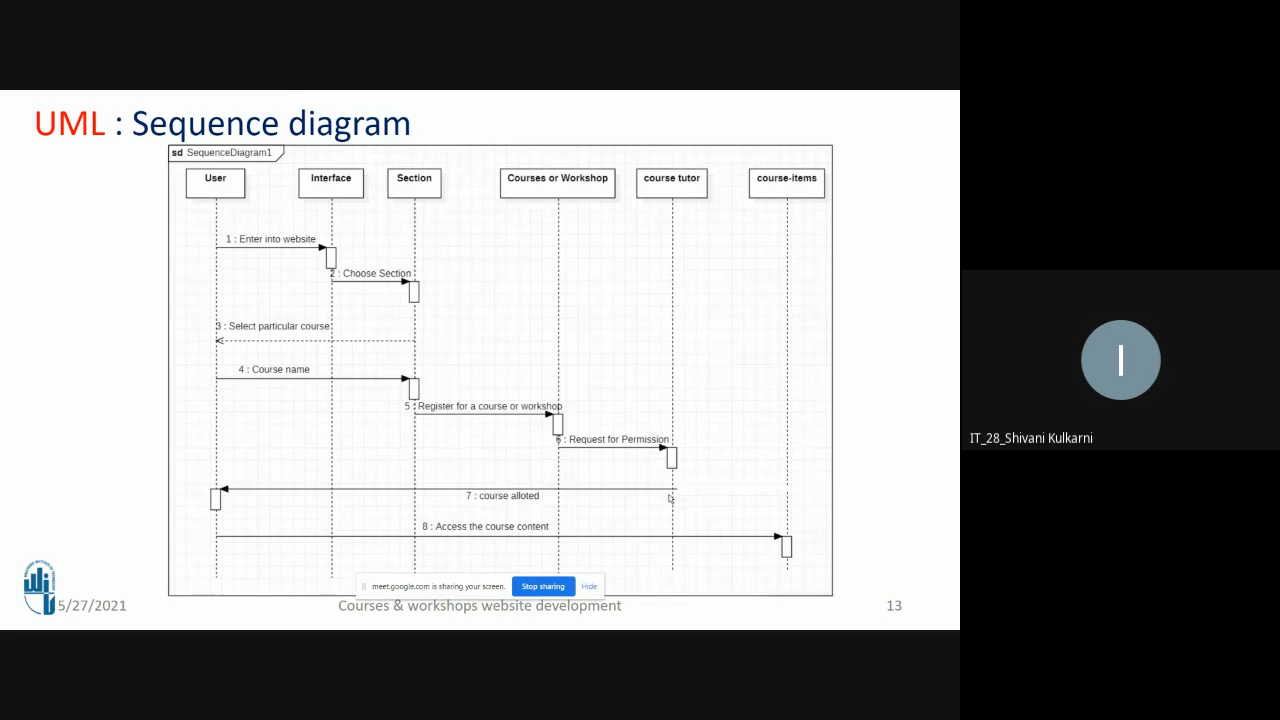 UML : Sequence diagram
sd SequenceDiagram1
User
Interface
Section
Courses or Workshop
course tutor
course-items
1 : Enter into website
2 : Choose Section
3 : Select particular course
4 : Course name
5 : Register for a course or workshop
6 : Request for Permission
7 : course alloted
8 : Access the course content
meet.google.com is sharing your screen.
Stop sharing
Hide
5/27/2021
Courses & workshops website development
13
I
IT_28_Shivani Kulkarni